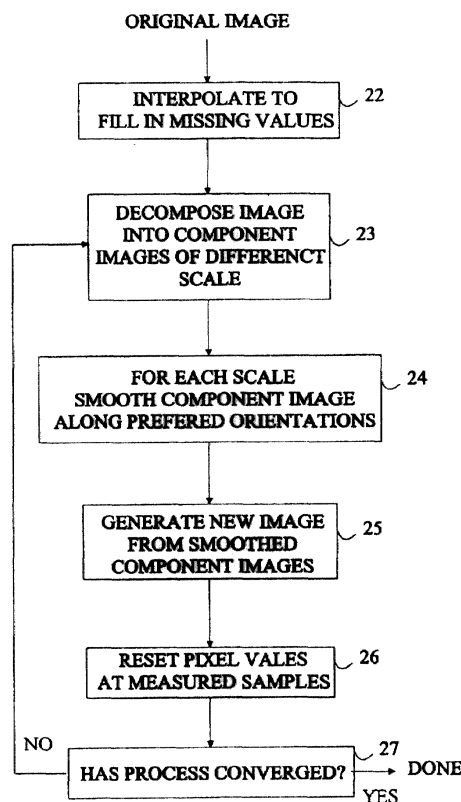 ORIGINAL IMAGE
INTERPOLATE TO
FILL IN MISSING VALUES
22
DECOMPOSE IMAGE
INTO COMPONENT
IMAGES OF DIFFERENCT
SCALE
23
FOR EACH SCALE
SMOOTH COMPONENT IMAGE
ALONG PREFERED ORIENTATIONS
24
GENERATE NEW IMAGE
FROM SMOOTHED
COMPONENT IMAGES
25
RESET PIXEL VALES
AT MEASURED SAMPLES
26
NO
HAS PROCESS CONVERGED?
27
DONE
YES